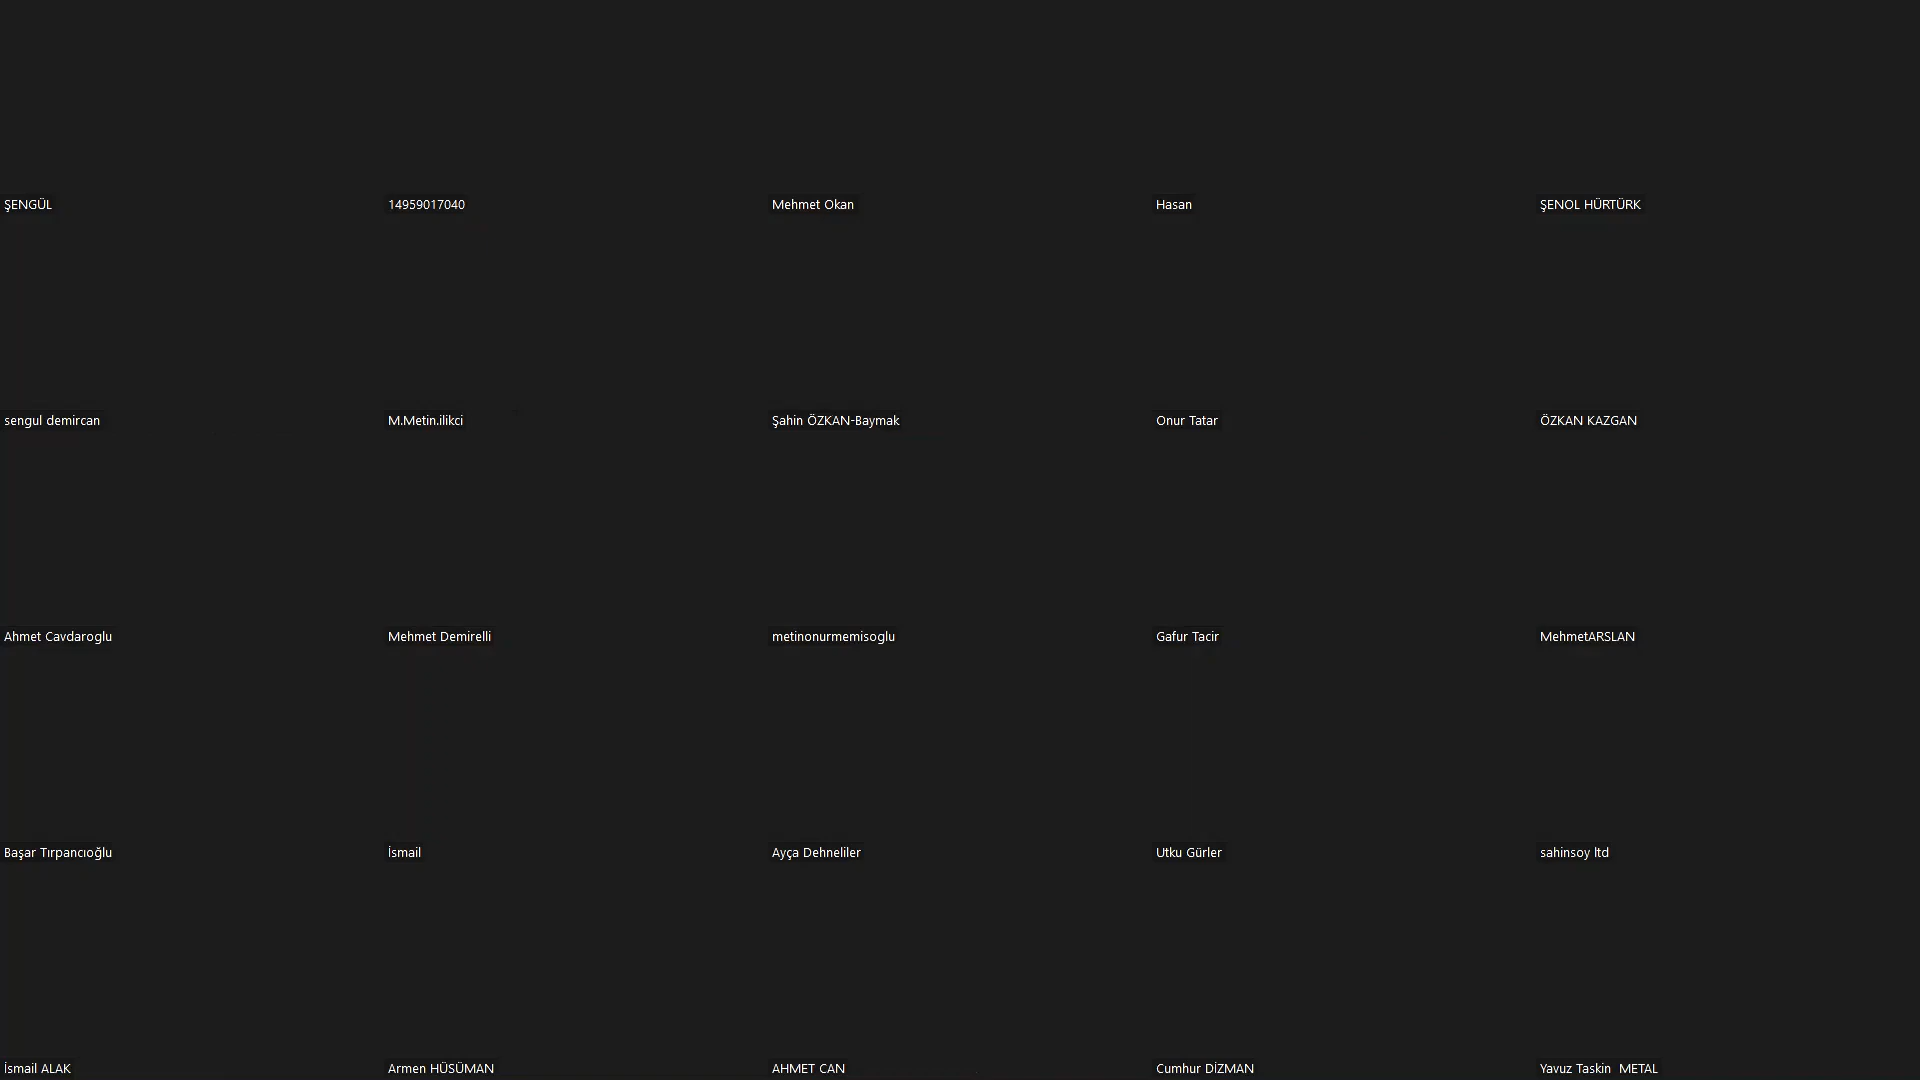 ŞENGÜL
14959017040
Mehmet Okan
Hasan
ŞENOL HÜRTÜRK
sengul demircan
M.Metin.ilikci
Şahin ÖZKAN-Baymak
Onur Tatar
ÖZKAN KAZGAN
Ahmet Cavdaroglu
Mehmet Demirelli
metinonurmemisoglu
Gafur Tacir
MehmetARSLAN
Başar Tırpancıoğlu
İsmail
Ayça Dehneliler
Utku Gürler
sahinsoy ltd
İsmail ALAK
Armen HÜSÜMAN
AHMET CAN
Cumhur DİZMAN
Yavuz Taskin  METAL